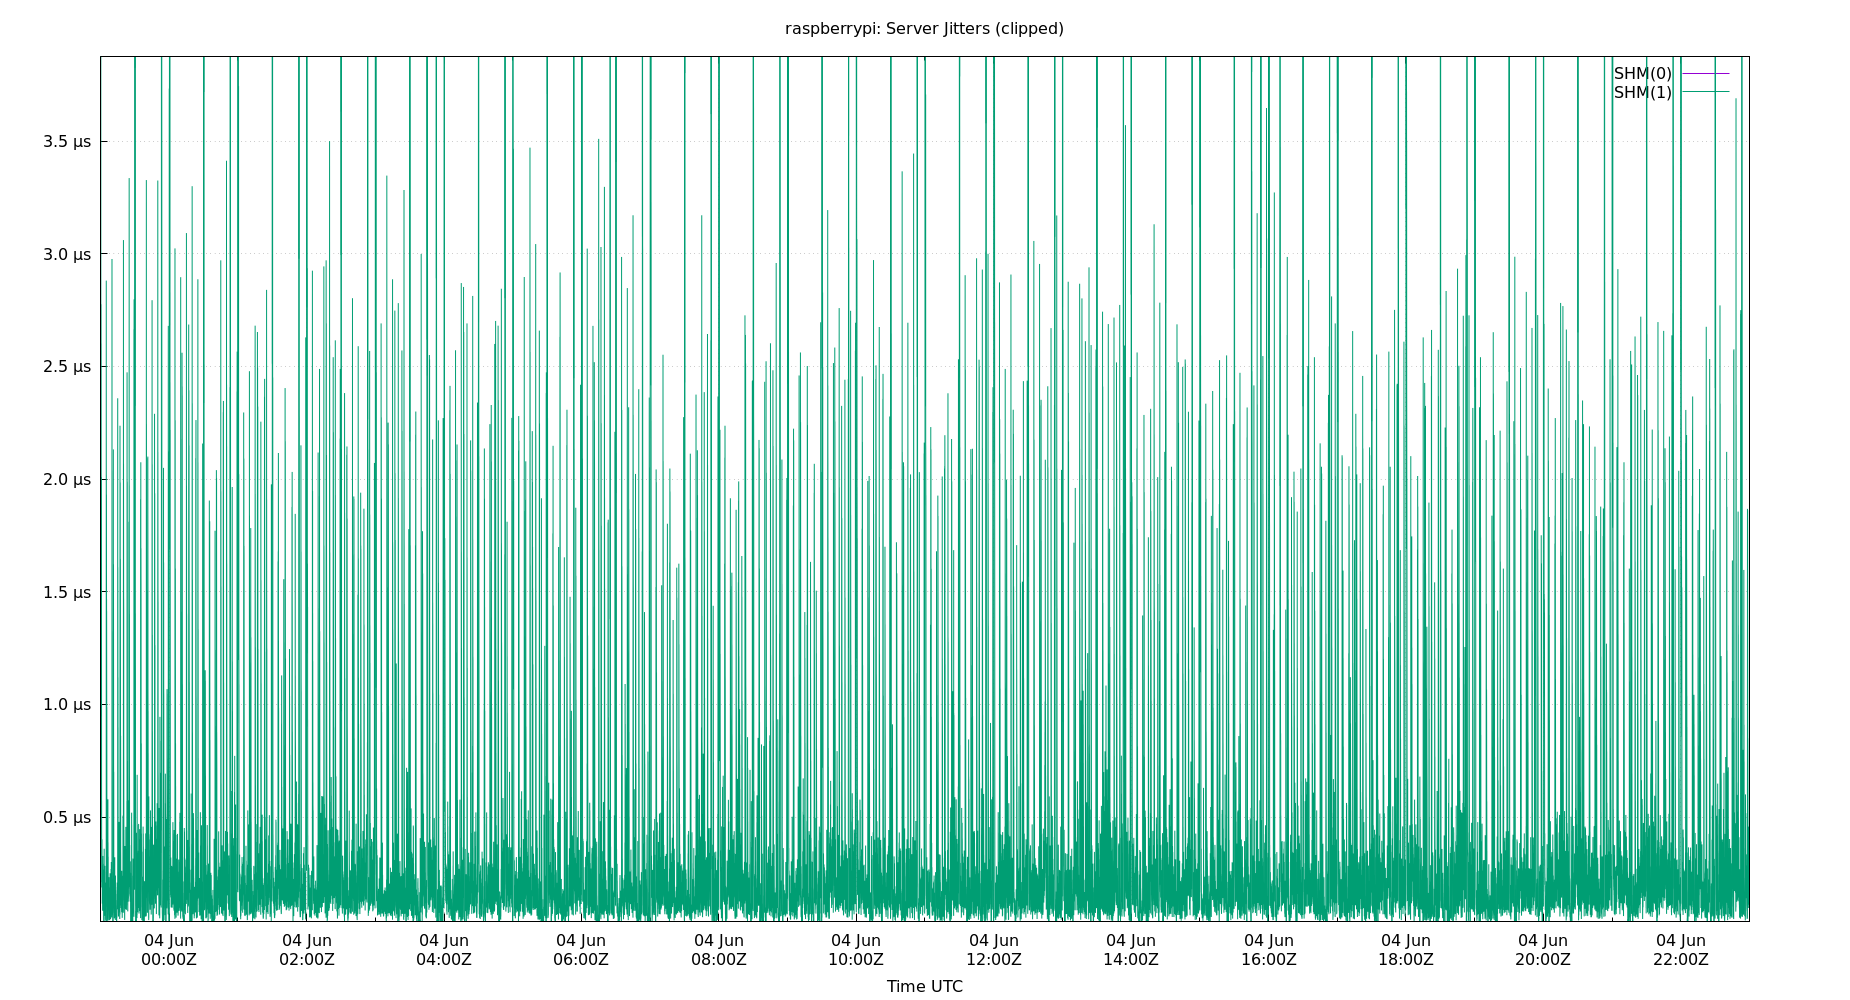 raspberrypi: Server Jitters (clipped)
SHM(0)
SHM(1)
3.5 µs
3.0 µs
2.5 µs
2.0 µs
1.5 µs
1.0 µs
0.5 µs
04 Jun 04 Jun 04 Jun 04 Jun 04 Jun 04 Jun 04 Jun 04 Jun 04 Jun 04 Jun 04 Jun 04 Jun
00:00Z 02:00Z 04:00Z 06:00Z 08:00Z 10:00Z 12:00Z 14:00Z 16:00Z 18:00Z 20:00Z 22:00Z
Time UTC